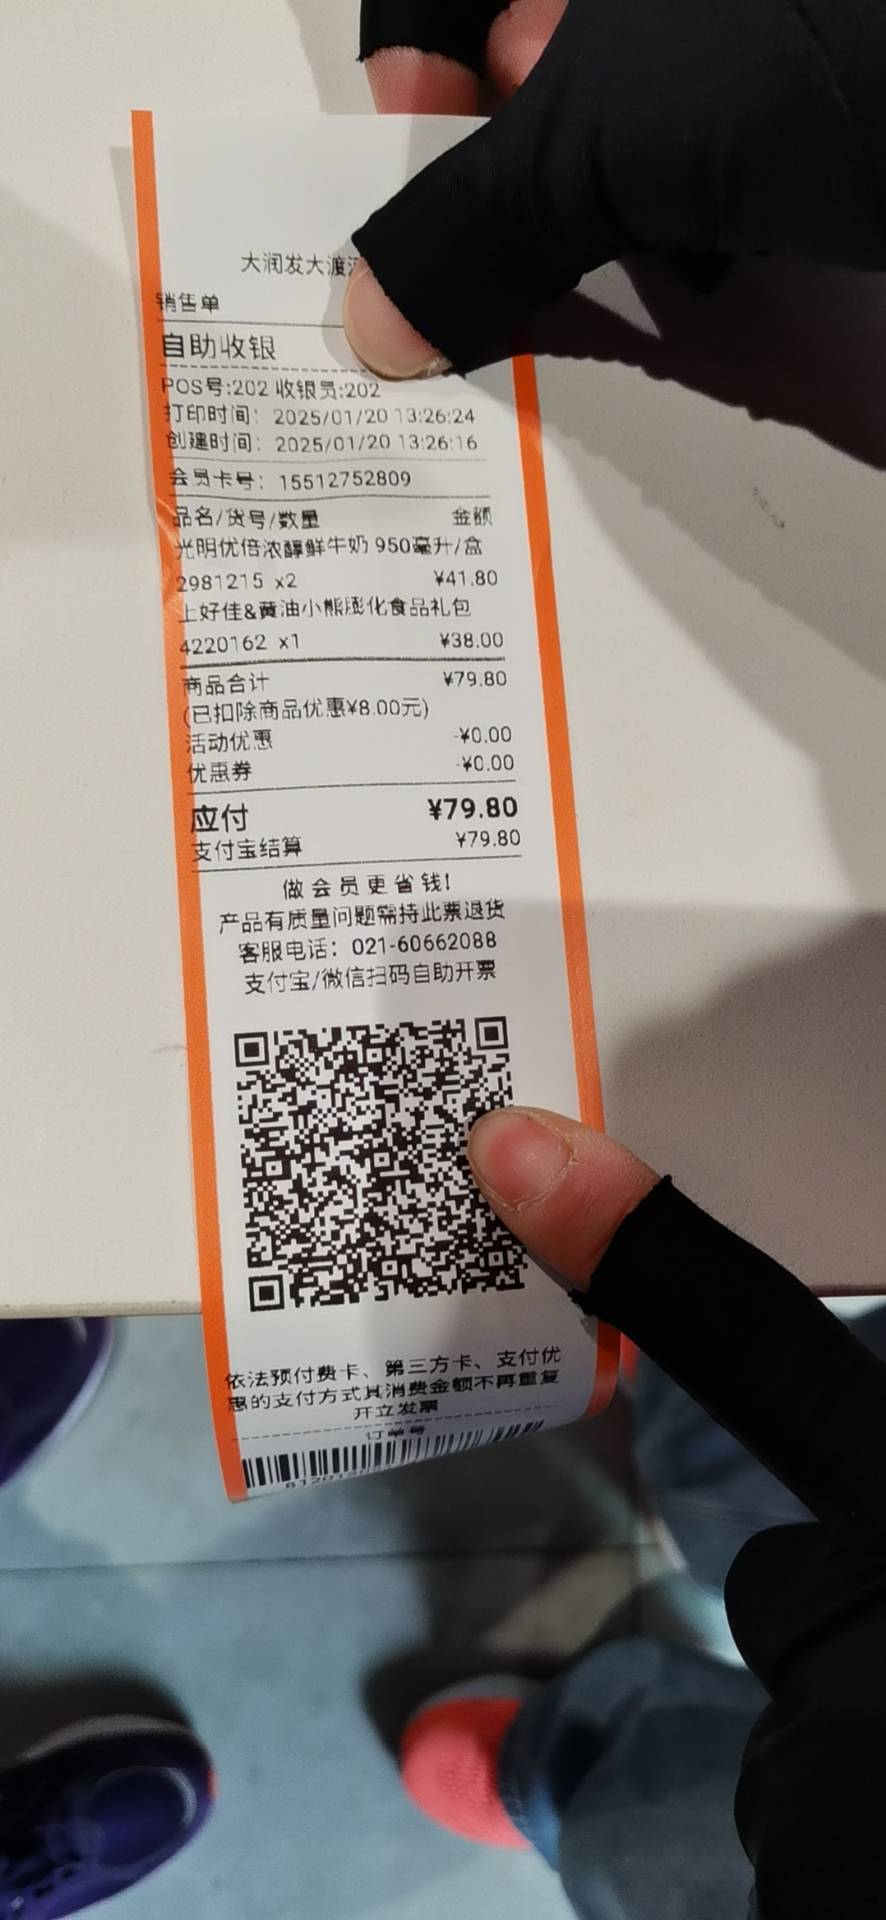 大润发大渡
销售单
自助收银
POS号:202 收银员:202
打印时间： 2025/01/20 13:26:24
创建时间： 2025/01/20 13:26:16
会员卡号： 15512752809
品名/货号/数量 金额
光明优倍浓醇鲜牛奶 950毫升/盒
2981215 x2 ¥41.80
上好佳&黄油小熊膨化食品礼包
4220162 x1 ¥38.00
商品合计 ¥79.80
(已扣除商品优惠¥8.00元)
活动优惠 -¥0.00
优惠券 -¥0.00
应付 ¥79.80
支付宝结算 ¥79.80
做会员更省钱!
产品有质量问题需持此票退货
客服电话： 021-60662088
支付宝/微信扫码自助开票
依法预付费卡、第三方卡、支付优
惠的支付方式其消费金额不再重复
开立发票
订单号